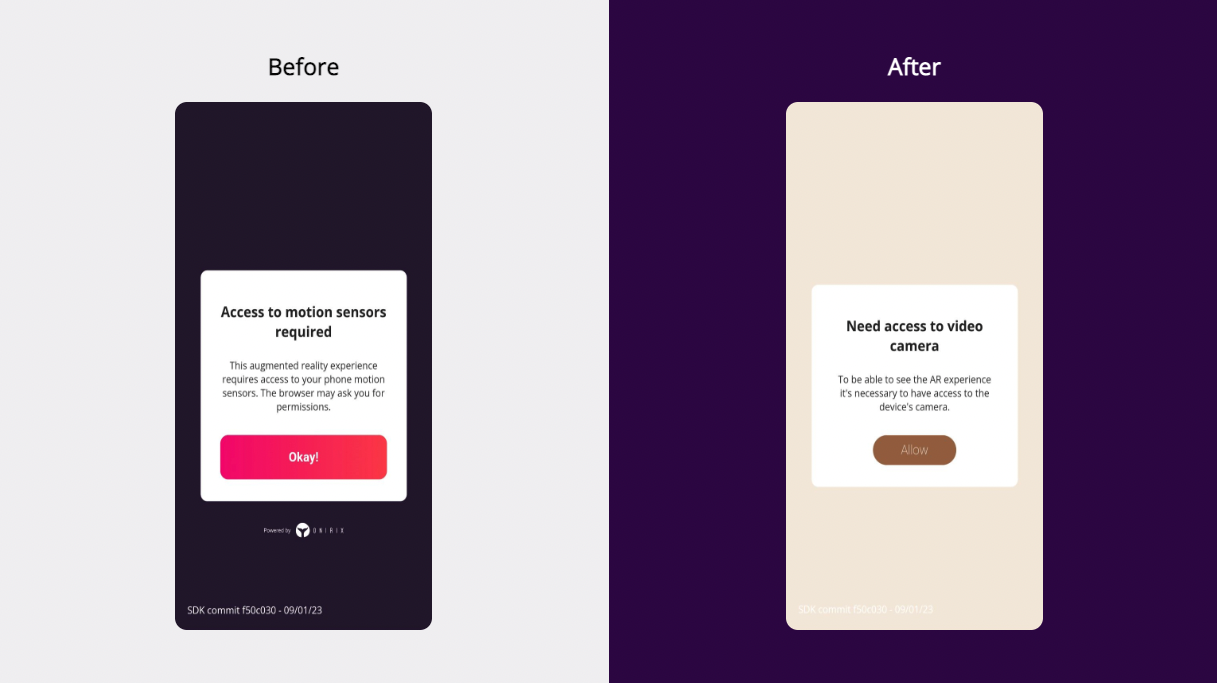 Before
Access to motion sensors
required
This augmented reality experience
requires access to your phone motion
sensors. The browser may ask you for
permissions.
Okay!
Powered by ONIRIX
SDK commit f50c030 - 09/01/23
After
Need access to video
camera
To be able to see the AR experience
it's necessary to have access to the
device's camera.
Allow
SDK commit f50c030 - 09/01/23